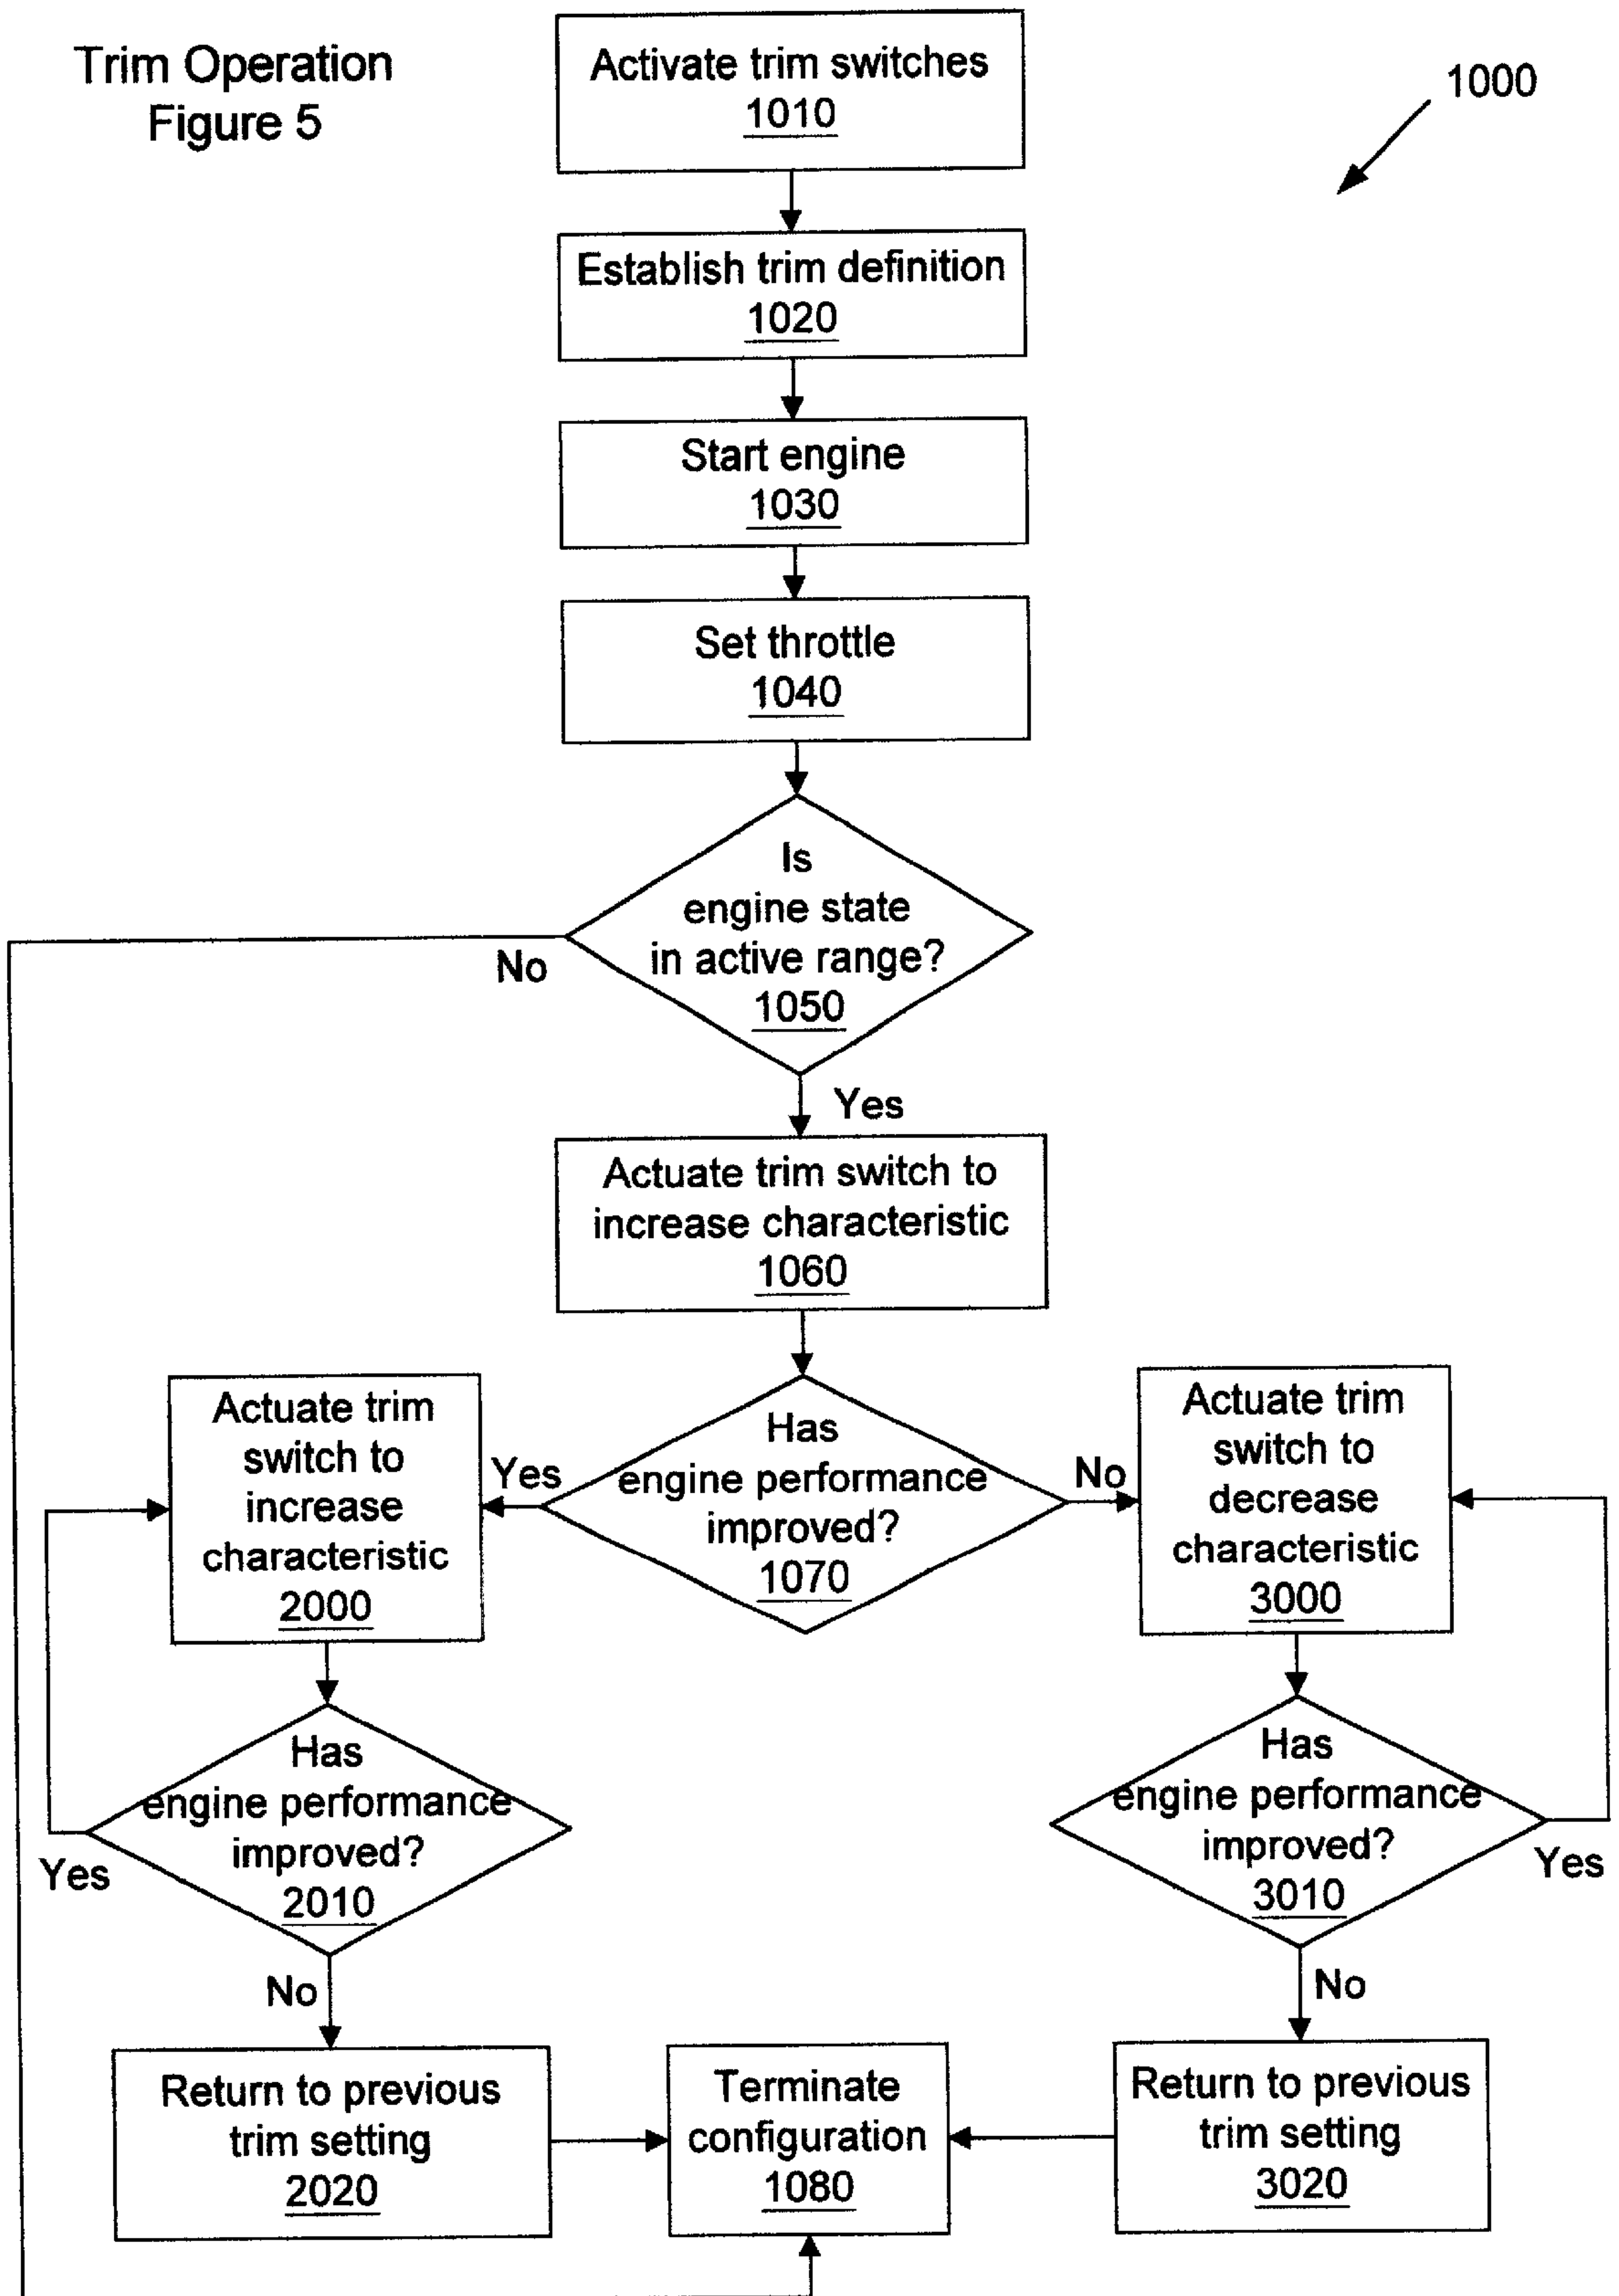 Trim Operation
Figure 5
1000
Activate trim switches
1010
Establish trim definition
1020
Start engine
1030
Set throttle
1040
Is
engine state
in active range?
1050
No
Yes
Actuate trim switch to
increase characteristic
1060
Has
engine performance
improved?
1070
Yes
No
Actuate trim
switch to
increase
characteristic
2000
Actuate trim
switch to
decrease
characteristic
3000
Has
engine performance
improved?
2010
Yes
No
Has
engine performance
improved?
3010
Yes
No
Return to previous
trim setting
2020
Terminate
configuration
1080
Return to previous
trim setting
3020